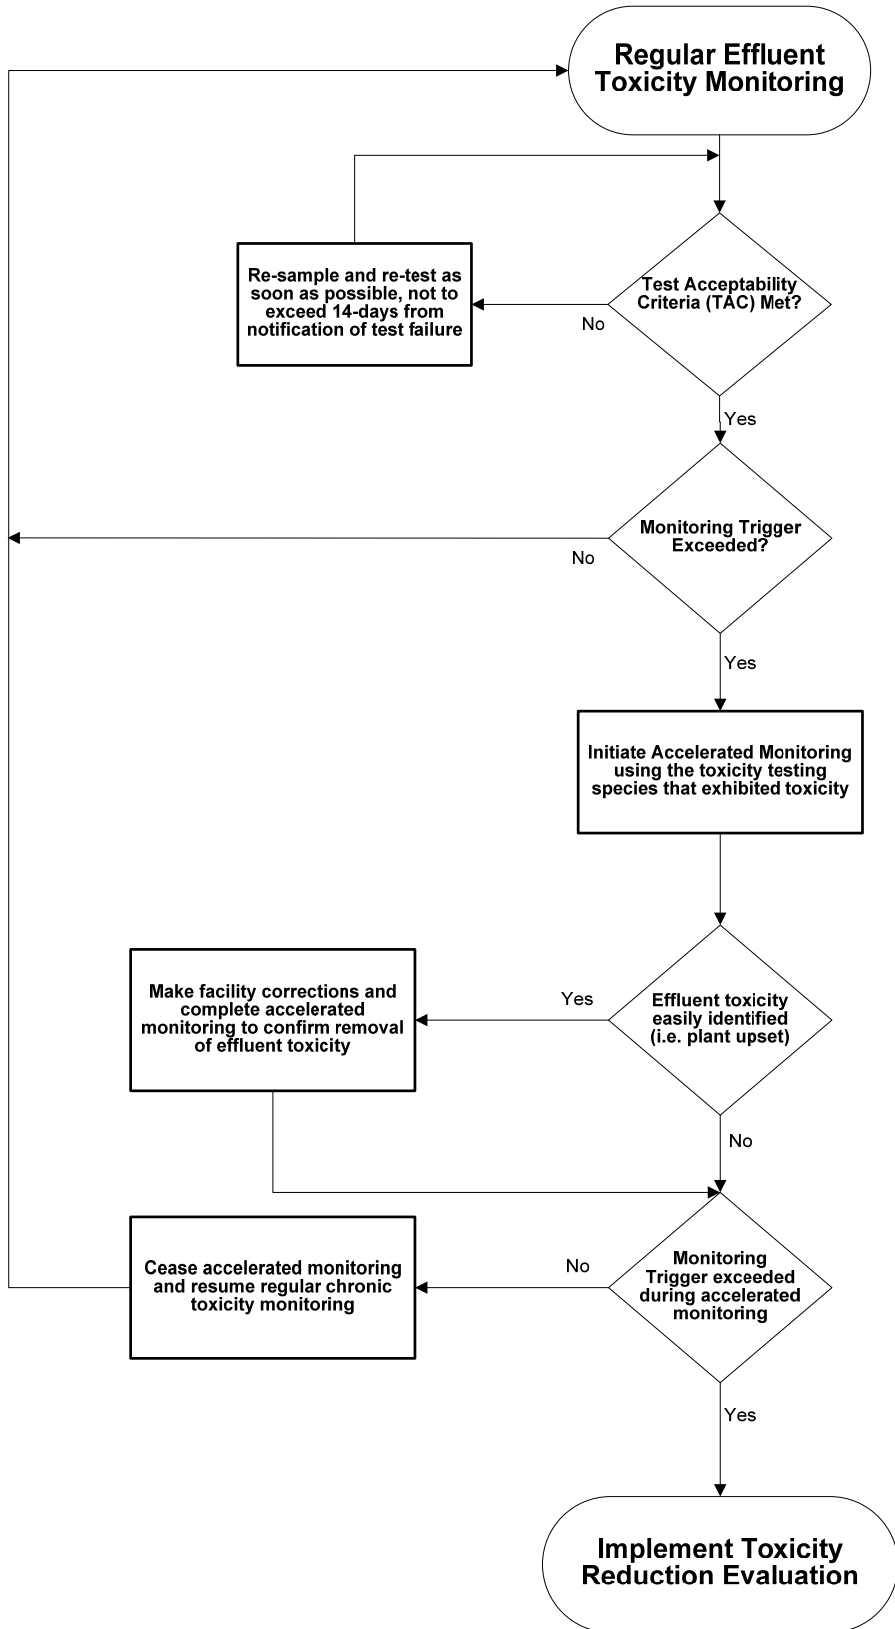 Regular Effluent
Toxicity Monitoring
Test Acceptability
Criteria (TAC) Met?
No
Re-sample and re-test as
soon as possible, not to
exceed 14-days from
notification of test failure
Yes
Monitoring Trigger
Exceeded?
No
Yes
Initiate Accelerated Monitoring
using the toxicity testing
species that exhibited toxicity
Effluent toxicity
easily identified
(i.e. plant upset)
Yes
Make facility corrections and
complete accelerated
monitoring to confirm removal
of effluent toxicity
No
Monitoring
Trigger exceeded
during accelerated
monitoring
No
Cease accelerated monitoring
and resume regular chronic
toxicity monitoring
Yes
Implement Toxicity
Reduction Evaluation